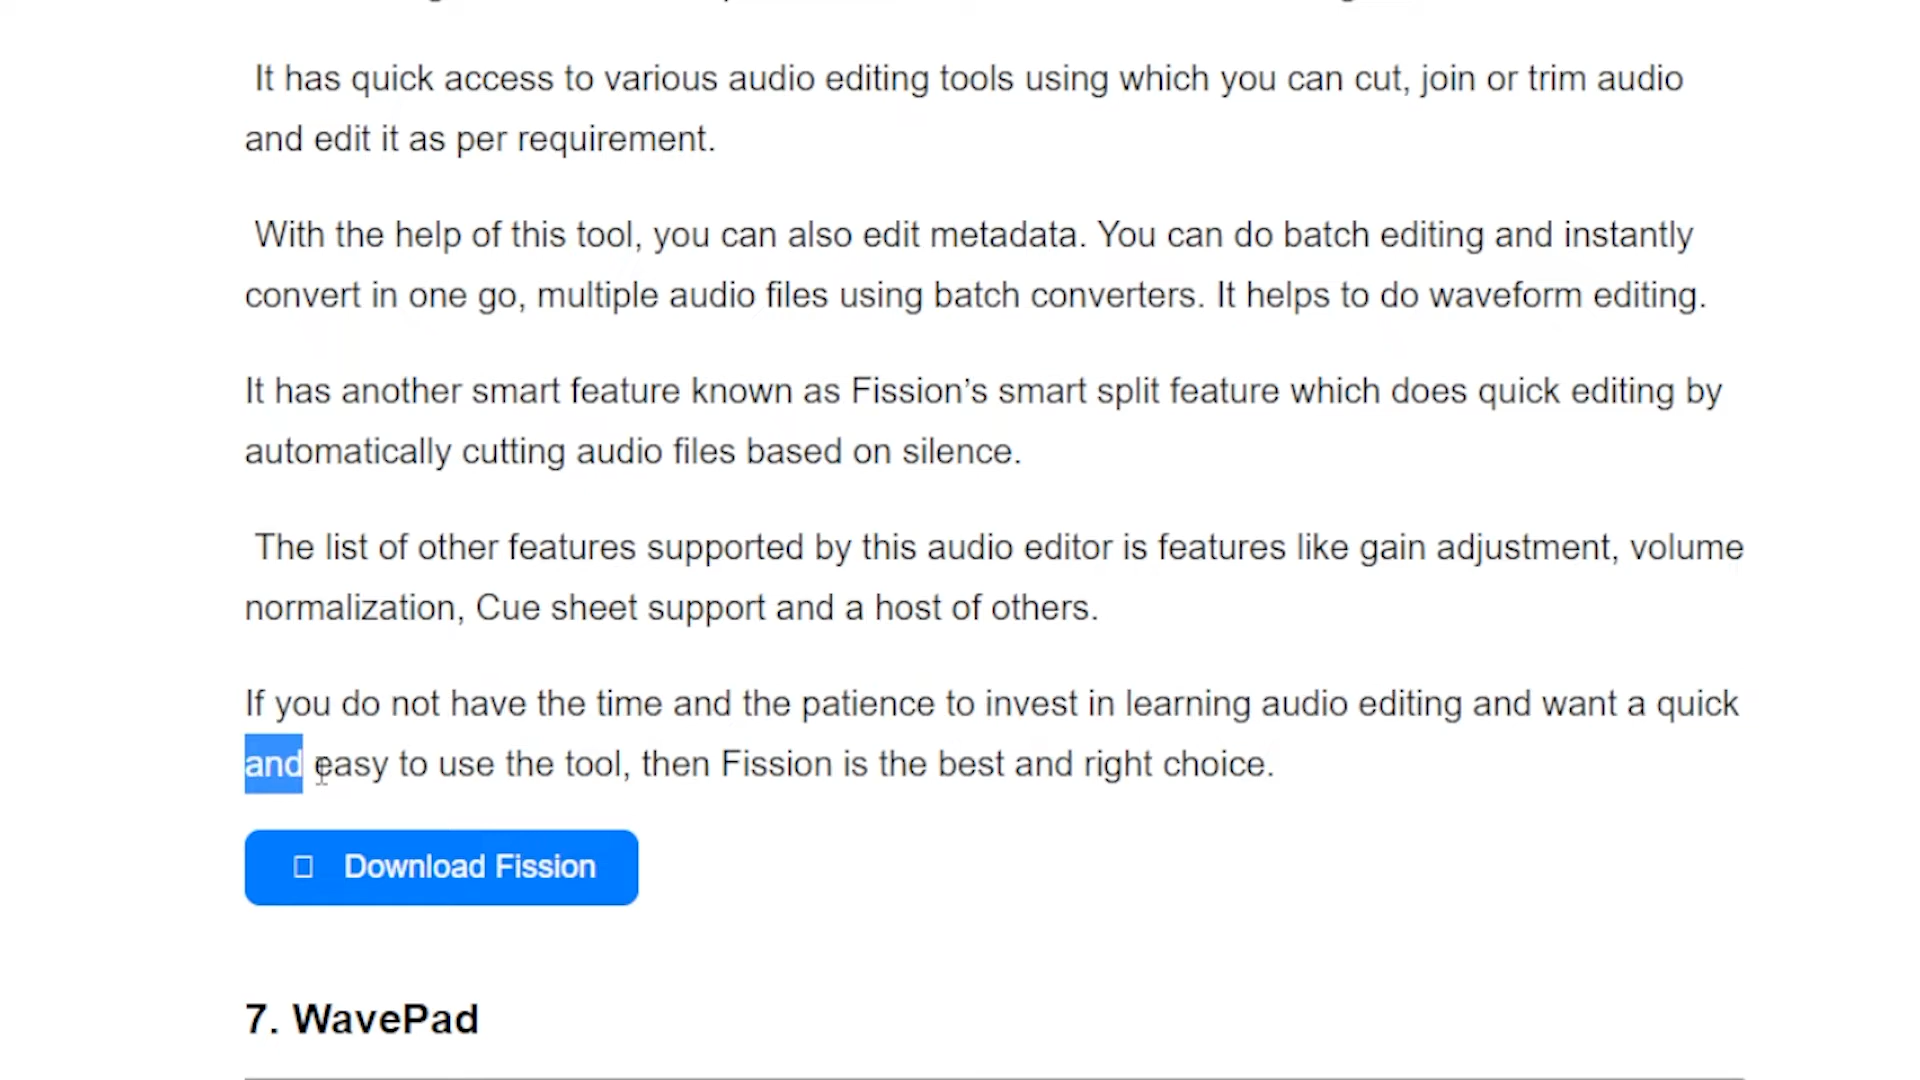 It has quick access to various audio editing tools using which you can cut, join or trim audio
and edit it as per requirement.
With the help of this tool, you can also edit metadata. You can do batch editing and instantly
convert in one go, multiple audio files using batch converters. It helps to do waveform editing.
It has another smart feature known as Fission’s smart split feature which does quick editing by
automatically cutting audio files based on silence.
The list of other features supported by this audio editor is features like gain adjustment, volume
normalization, Cue sheet support and a host of others.
If you do not have the time and the patience to invest in learning audio editing and want a quick
and easy to use the tool, then Fission is the best and right choice.
Download Fission
7. WavePad